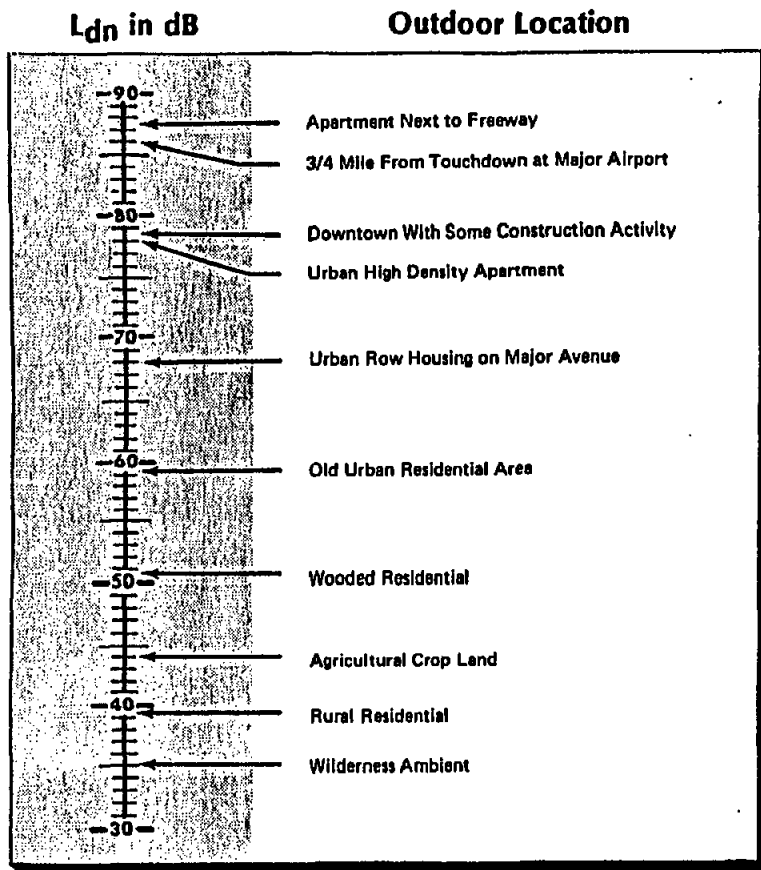 Ldn in dB Outdoor Location
90
Apartment Next to Freeway
3/4 Mile From Touchdown at Major Airport
80
Downtown With Some Construction Activity
Urban High Density Apartment
70
Urban Row Housing on Major Avenue
60
Old Urban Residential Area
Wooded Residential
50
Agricultural Crop Land
40
Rural Residential
Wilderness Ambient
30